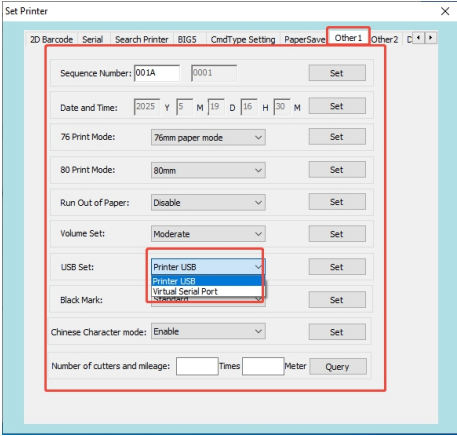 Set Printer
2D Barcode Serial Search Printer BIG5 CmdType Setting PaperSave Other1 Other2
Sequence Number: 001A 0001 Set
Date and Time: 2025 Y 5 M 19 D 16 H 30 M Set
76 Print Mode: 76mm paper mode Set
80 Print Mode: 80mm Set
Run Out of Paper: Disable Set
Volume Set: Moderate Set
USB Set: Printer USB Set
Printer USB
Virtual Serial Port
Black Mark: Standard Set
Chinese Character mode: Enable Set
Number of cutters and mileage: Times Meter Query